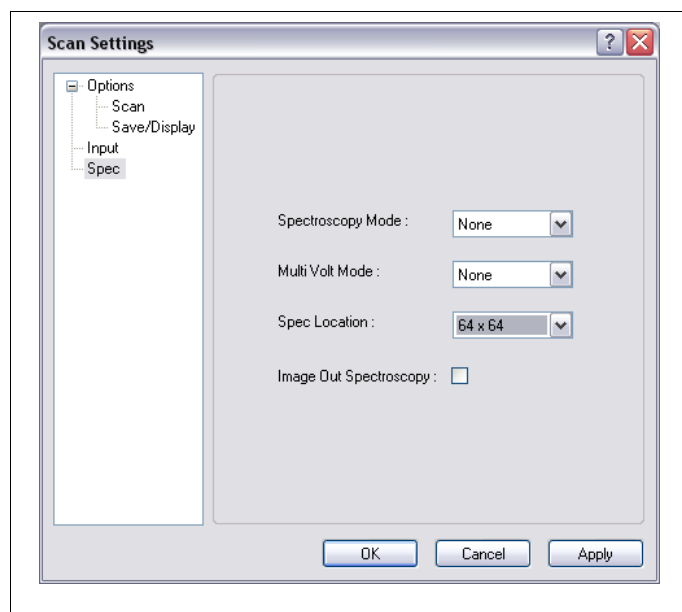 Scan Settings
Options
Scan
Save/Display
Input
Spec
Spectroscopy Mode :
None
Multi Volt Mode :
None
Spec Location :
64 x 64
Image Out Spectroscopy :
OK
Cancel
Apply